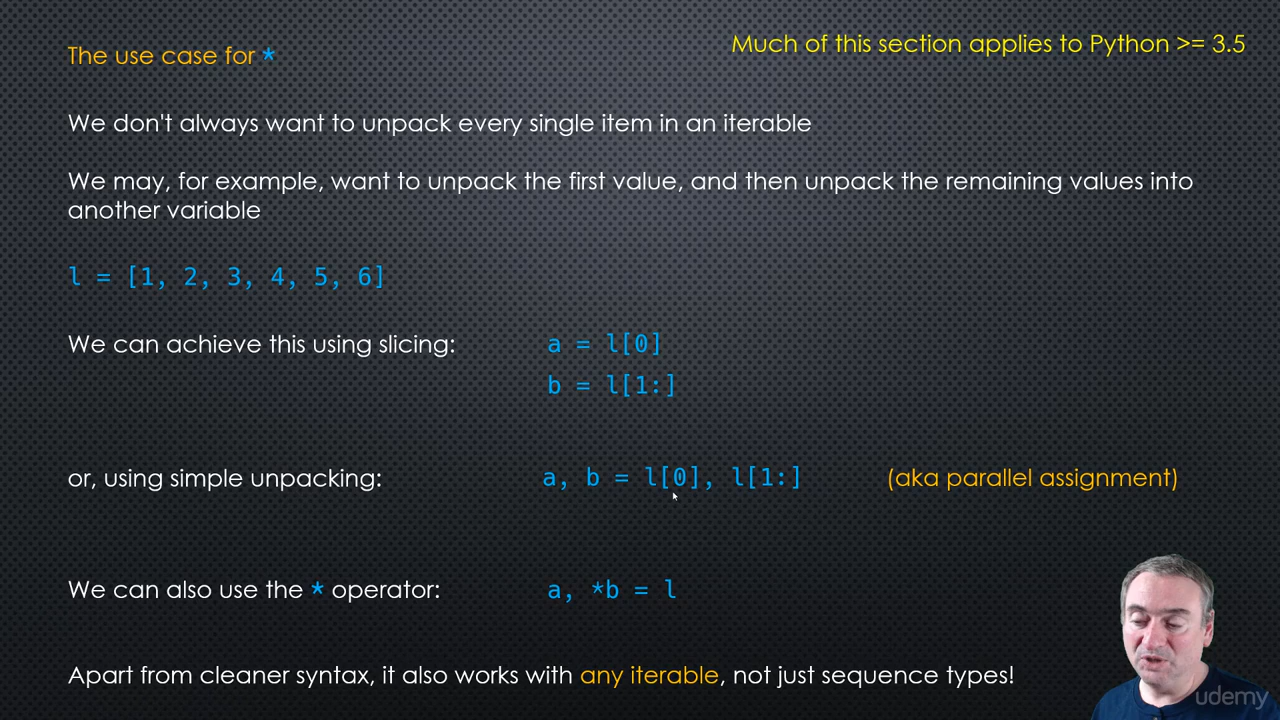 The use case for *
Much of this section applies to Python >= 3.5
We don't always want to unpack every single item in an iterable
We may, for example, want to unpack the first value, and then unpack the remaining values into
another variable
l = [1, 2, 3, 4, 5, 6]
We can achieve this using slicing: a = l[0]
b = l[1:]
or, using simple unpacking: a, b = l[0], l[1:] (aka parallel assignment)
We can also use the * operator: a, *b = l
Apart from cleaner syntax, it also works with any iterable, not just sequence types!
udemy